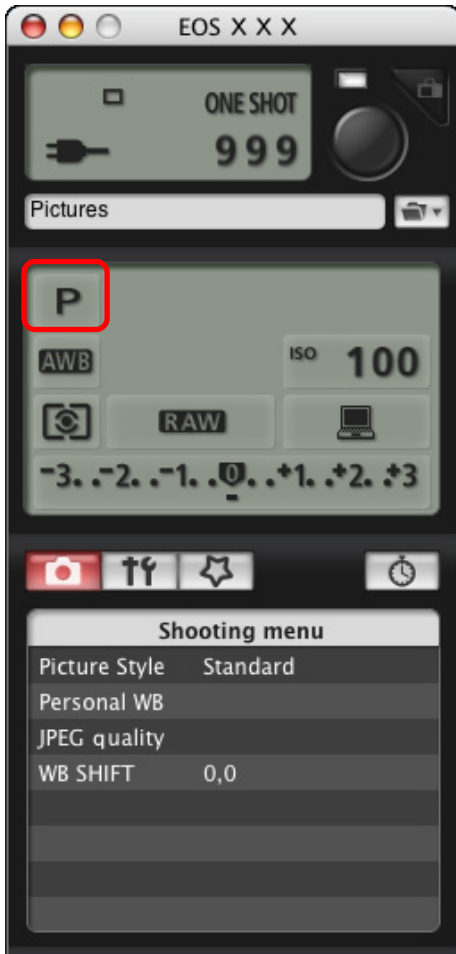 EOS X X X
ONE SHOT
999
Pictures
P
AWB
ISO 100
RAW
-3. .-2. .-1. .0. .+1. .+2. .+3
Shooting menu
Picture Style Standard
Personal WB
JPEG quality
WB SHIFT 0,0